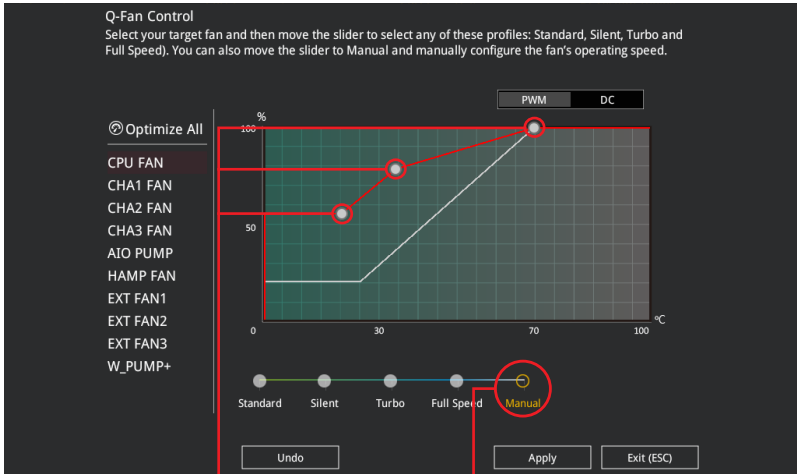 Q-Fan Control
Select your target fan and then move the slider to select any of these profiles: Standard, Silent, Turbo and
Full Speed). You can also move the slider to Manual and manually configure the fan's operating speed.
PWM DC
Optimize All
CPU FAN
CHA1 FAN
CHA2 FAN
CHA3 FAN
AIO PUMP
HAMP FAN
EXT FAN1
EXT FAN2
EXT FAN3
W_PUMP+
%
100
50
0 30 70 100
ºC
Standard Silent Turbo Full Speed Manual
Undo Apply Exit (ESC)